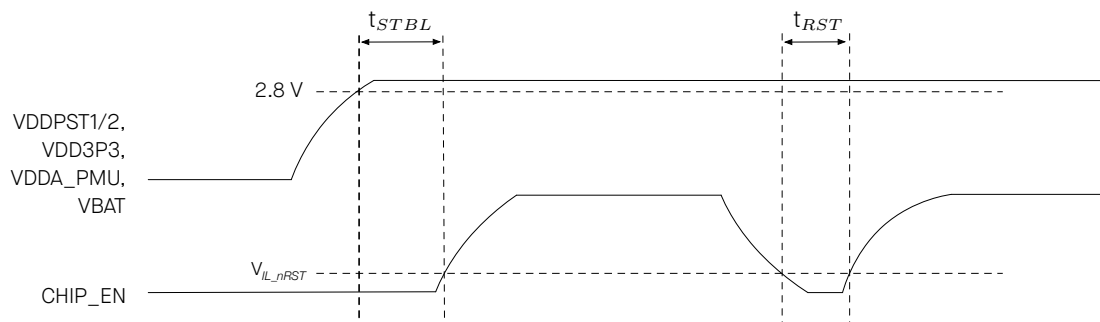 tSTBL
tRST
2.8 V
VDDPST1/2,
VDD3P3,
VDDA_PMU,
VBAT
VIL_nRST
CHIP_EN